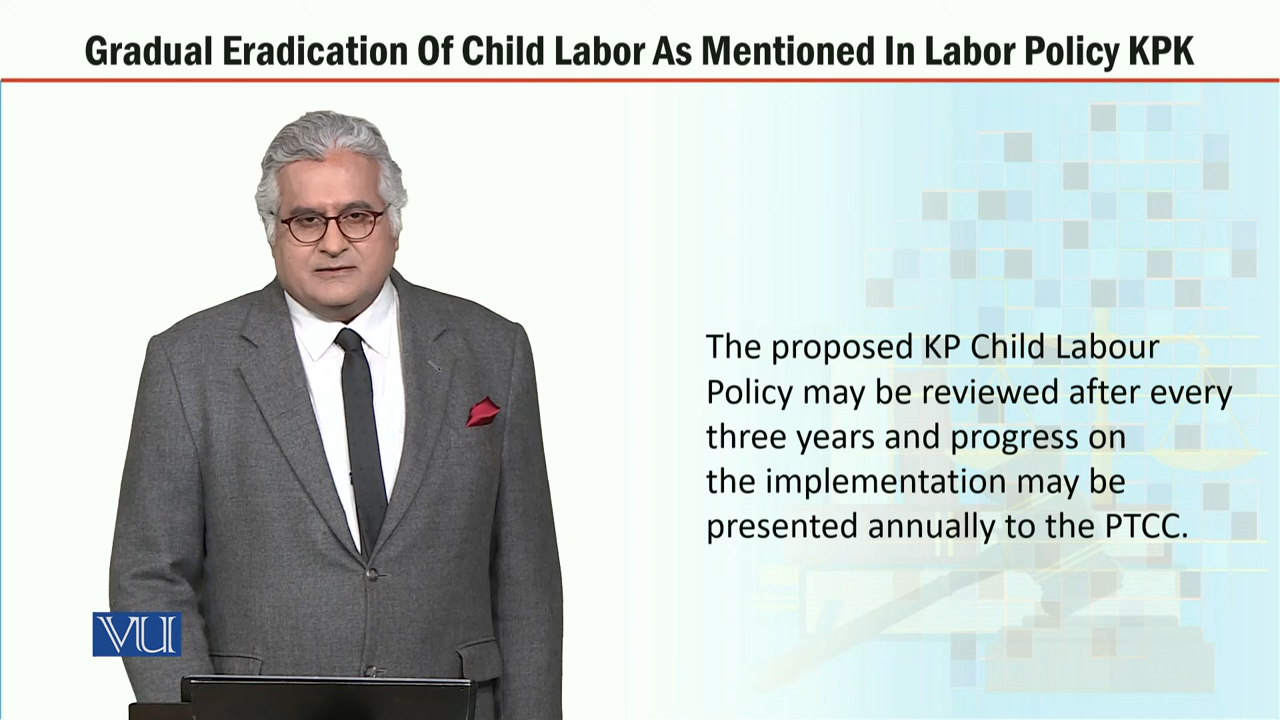 Gradual Eradication Of Child Labor As Mentioned In Labor Policy KPK
The proposed KP Child Labour
Policy may be reviewed after every
three years and progress on
the implementation may be
presented annually to the PTCC.
VU